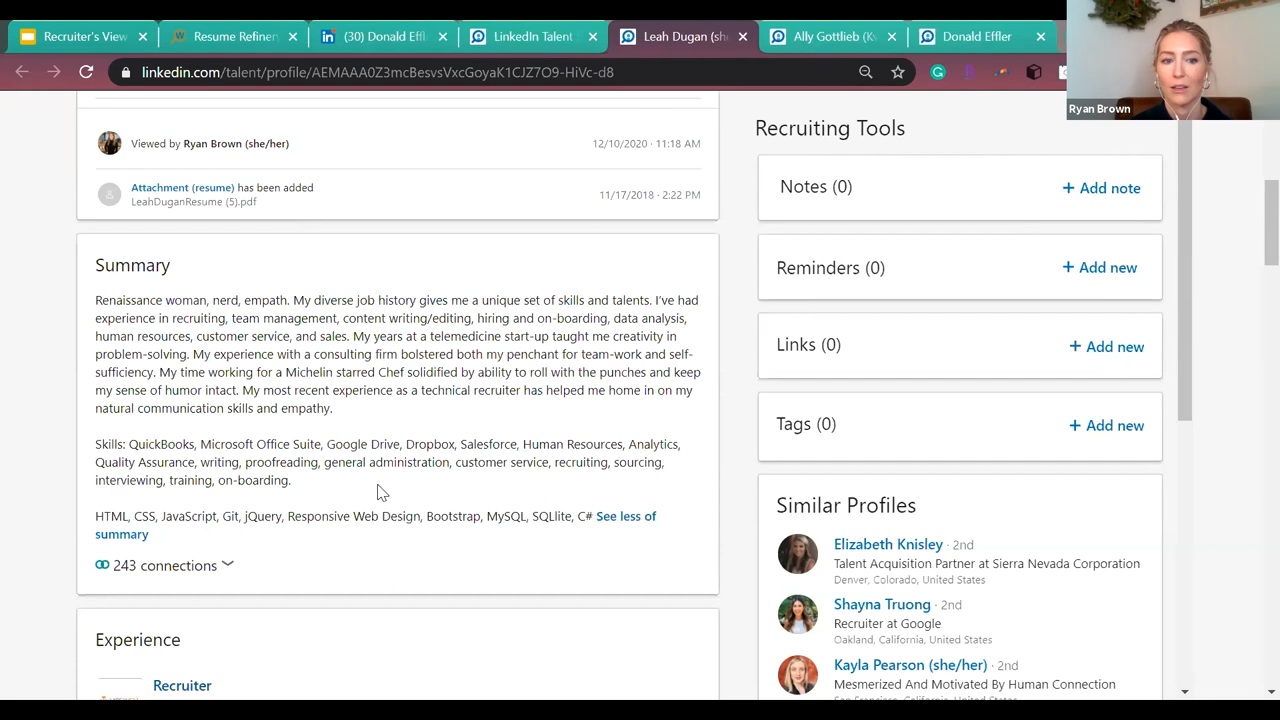 Recruiter's View
Resume Refiner
(30) Donald Effl
LinkedIn Talent
Leah Dugan (sh
Ally Gottlieb (K
Donald Effler
linkedin.com/talent/profile/AEMAAA0Z3mcBesvsVxcGoyaK1CJZ7O9-HiVc-d8
Ryan Brown
Viewed by Ryan Brown (she/her)
12/10/2020 · 11:18 AM
Attachment (resume) has been added
LeahDuganResume (5).pdf
11/17/2018 · 2:22 PM
Summary
Renaissance woman, nerd, empath. My diverse job history gives me a unique set of skills and talents. I've had
experience in recruiting, team management, content writing/editing, hiring and on-boarding, data analysis,
human resources, customer service, and sales. My years at a telemedicine start-up taught me creativity in
problem-solving. My experience with a consulting firm bolstered both my penchant for team-work and self-
sufficiency. My time working for a Michelin starred Chef solidified by ability to roll with the punches and keep
my sense of humor intact. My most recent experience as a technical recruiter has helped me home in on my
natural communication skills and empathy.
Skills: QuickBooks, Microsoft Office Suite, Google Drive, Dropbox, Salesforce, Human Resources, Analytics,
Quality Assurance, writing, proofreading, general administration, customer service, recruiting, sourcing,
interviewing, training, on-boarding.
HTML, CSS, JavaScript, Git, jQuery, Responsive Web Design, Bootstrap, MySQL, SQLlite, C# See less of
summary
243 connections
Experience
Recruiter
Recruiting Tools
Notes (0)
+ Add note
Reminders (0)
+ Add new
Links (0)
+ Add new
Tags (0)
+ Add new
Similar Profiles
Elizabeth Knisley · 2nd
Talent Acquisition Partner at Sierra Nevada Corporation
Denver, Colorado, United States
Shayna Truong · 2nd
Recruiter at Google
Oakland, California, United States
Kayla Pearson (she/her) · 2nd
Mesmerized And Motivated By Human Connection
San Francisco, California, United States